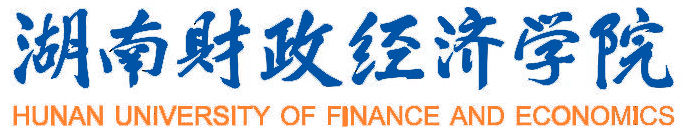 湖南财政经济学院
HUNAN UNIVERSITY OF FINANCE AND ECONOMICS